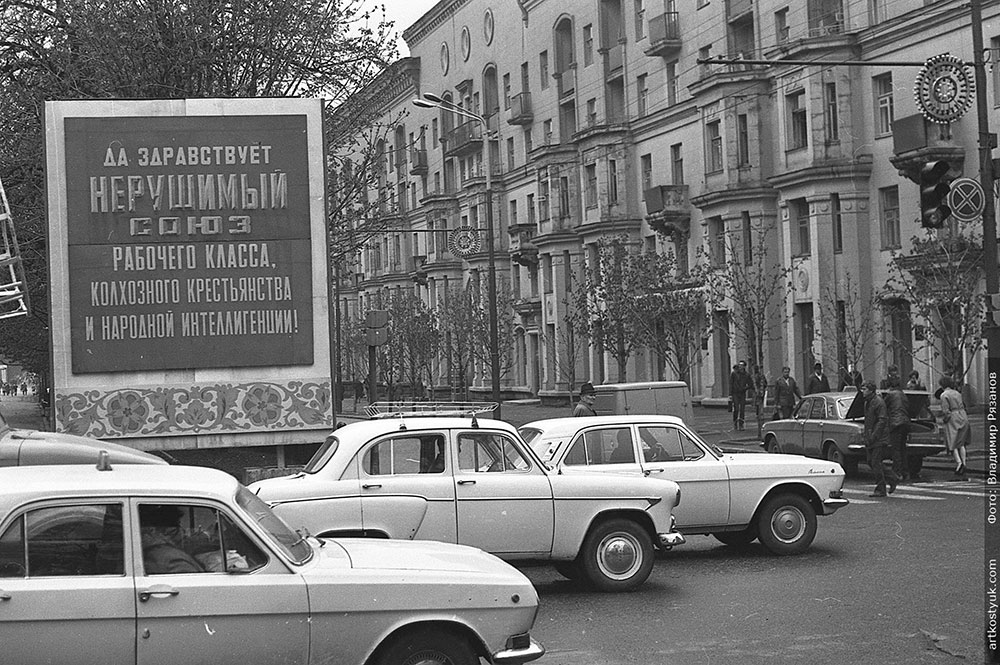 ДА ЗДРАВСТВУЕТ
НЕРУШИМЫЙ
СОЮЗ
РАБОЧЕГО КЛАССА,
КОЛХОЗНОГО КРЕСТЬЯНСТВА
И НАРОДНОЙ ИНТЕЛЛИГЕНЦИИ!
artkostyuk.com Фото: Владимир Рязанов